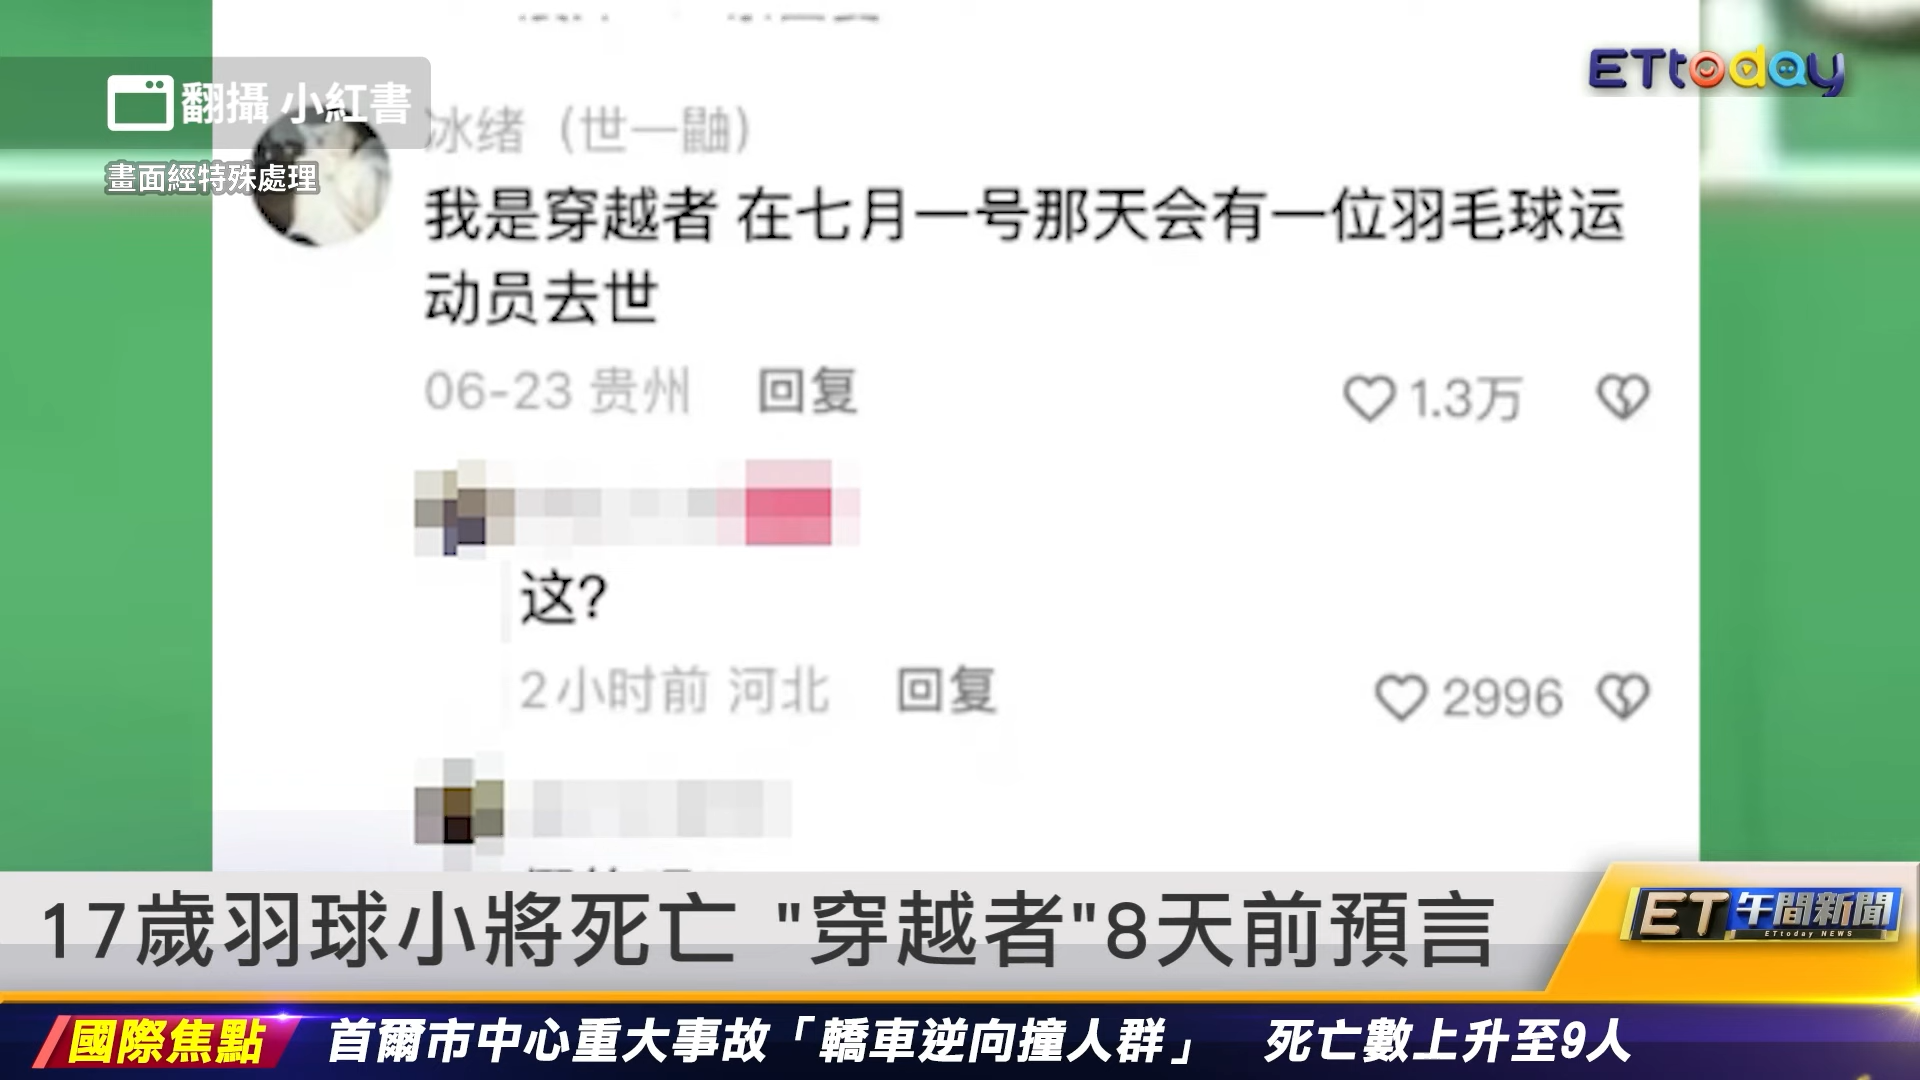 ETtoday
翻攝 小紅書
畫面經特殊處理
冰绪（世一鼬）
我是穿越者 在七月一号那天会有一位羽毛球运
动员去世
06-23 贵州 回复 1.3万
这?
2小时前 河北 回复 2996
17歲羽球小將死亡 "穿越者"8天前預言
ET午間新聞
ETtoday NEWS
國際焦點 首爾市中心重大事故「轎車逆向撞人群」 死亡數上升至9人